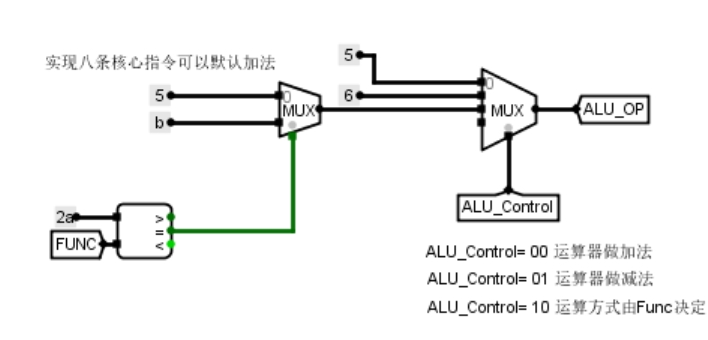 实现八条核心指令可以默认加法
5
5
0
6
5
0
MUX
MUX
ALU_OP
b
2a
>
=
<
FUNC
ALU_Control
ALU_Control= 00 运算器做加法
ALU_Control= 01 运算器做减法
ALU_Control= 10 运算方式由Func决定